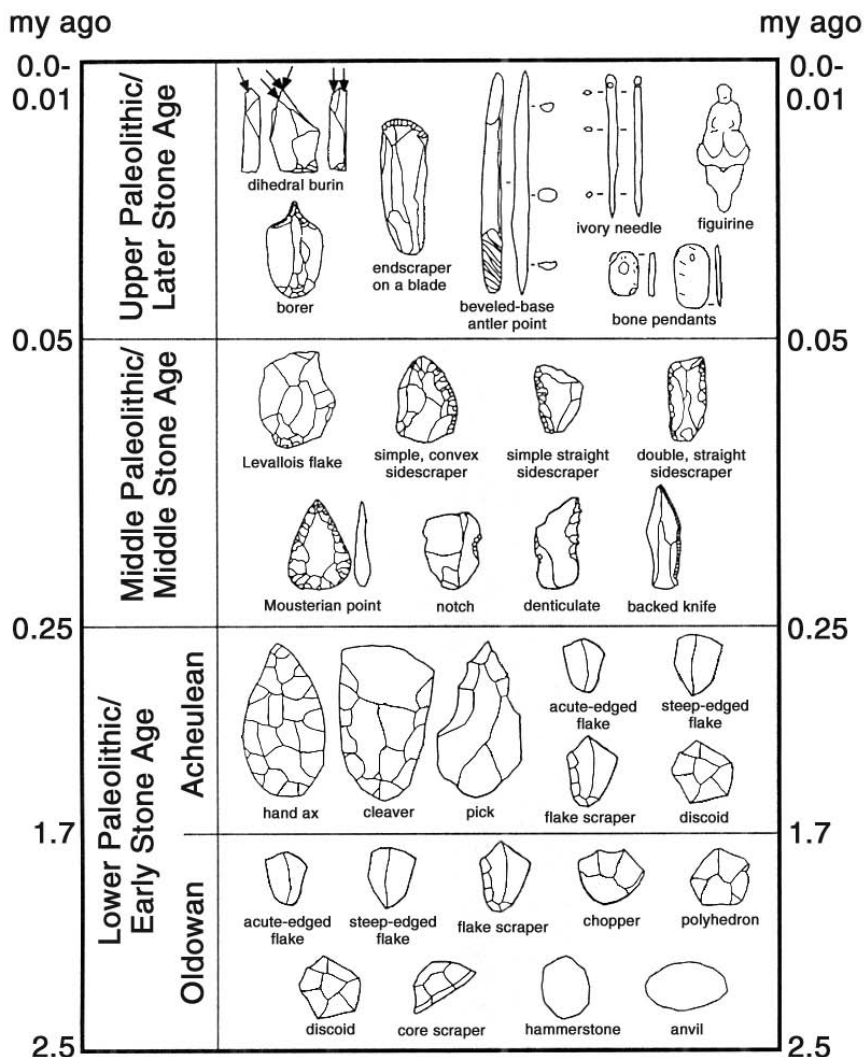 my ago
my ago
0.0-
0.01
0.0-
0.01
Upper Paleolithic/
Later Stone Age
dihedral burin
borer
endscraper
on a blade
beveled-base
antler point
ivory needle
figuirine
bone pendants
0.05
0.05
Middle Paleolithic/
Middle Stone Age
Levallois flake
simple, convex
sidescraper
simple straight
sidescraper
double, straight
sidescraper
Mousterian point
notch
denticulate
backed knife
0.25
0.25
Lower Paleolithic/
Early Stone Age
Acheulean
hand ax
cleaver
pick
acute-edged
flake
steep-edged
flake
flake scraper
discoid
1.7
1.7
Oldowan
acute-edged
flake
steep-edged
flake
flake scraper
chopper
polyhedron
discoid
core scraper
hammerstone
anvil
2.5
2.5